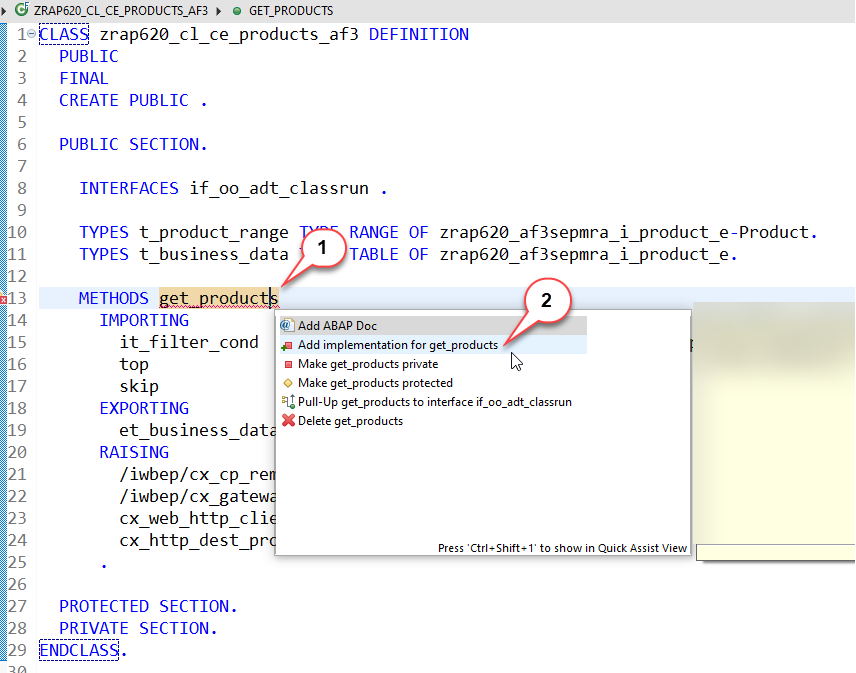 ZRAP620_CL_CE_PRODUCTS_AF3 GET_PRODUCTS
1 CLASS zrap620_cl_ce_products_af3 DEFINITION
2 PUBLIC
3 FINAL
4 CREATE PUBLIC .
5
6 PUBLIC SECTION.
7
8 INTERFACES if_oo_adt_classrun .
9
10 TYPES t_product_range TYPE RANGE OF zrap620_af3sepmra_i_product_e-Product.
11 TYPES t_business_data TABLE OF zrap620_af3sepmra_i_product_e.
1
12
13 METHODS get_products
2
14 IMPORTING
Add ABAP Doc
15 it_filter_cond
Add implementation for get_products
16 top
Make get_products private
17 skip
Make get_products protected
18 EXPORTING
Pull-Up get_products to interface if_oo_adt_classrun
19 et_business_data
Delete get_products
20 RAISING
21 /iwbep/cx_cp_rem
22 /iwbep/cx_gatewa
23 cx_web_http_clie
24 cx_http_dest_pro
Press 'Ctrl+Shift+1' to show in Quick Assist View
25 .
26
27 PROTECTED SECTION.
28 PRIVATE SECTION.
29 ENDCLASS.
30